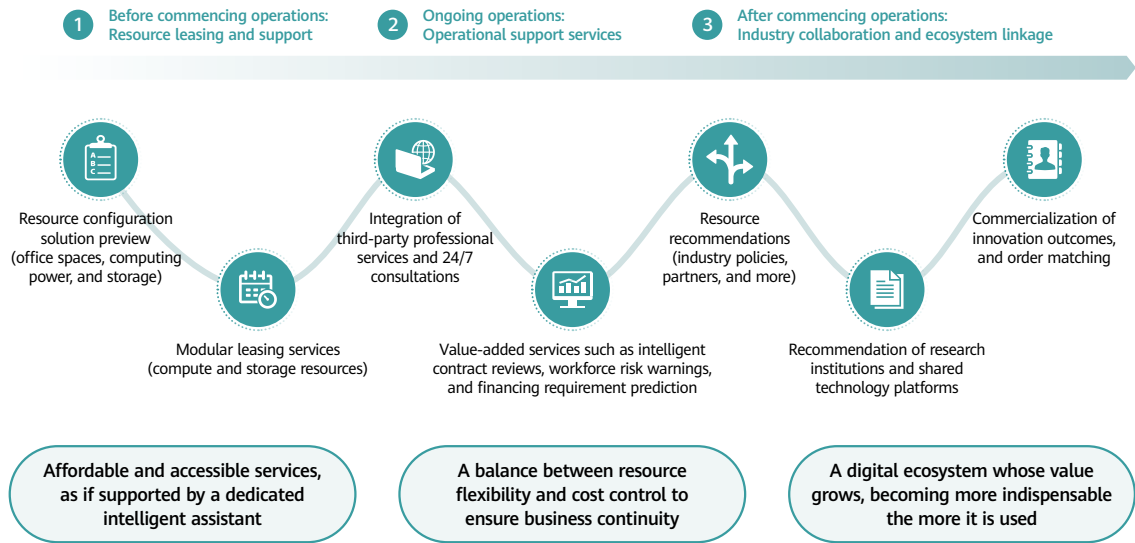 1
Before commencing operations:
Resource leasing and support
2
Ongoing operations:
Operational support services
3
After commencing operations:
Industry collaboration and ecosystem linkage
A
B
C
Resource configuration
solution preview
(office spaces, computing
power, and storage)
Modular leasing services
(compute and storage resources)
Integration of
third-party professional
services and 24/7
consultations
Value-added services such as intelligent
contract reviews, workforce risk warnings,
and financing requirement prediction
Resource
recommendations
(industry policies,
partners, and more)
Recommendation of research
institutions and shared
technology platforms
Commercialization of
innovation outcomes,
and order matching
Affordable and accessible services,
as if supported by a dedicated
intelligent assistant
A balance between resource
flexibility and cost control to
ensure business continuity
A digital ecosystem whose value
grows, becoming more indispensable
the more it is used